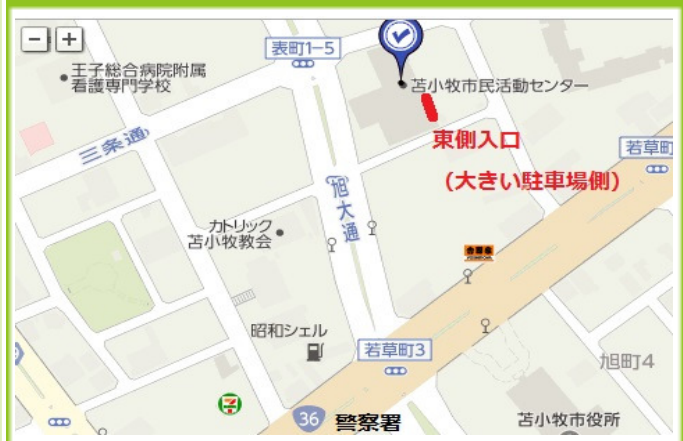 表町1-5
王子総合病院附属
看護専門学校
苫小牧市民活動センター
三条通
東側入口
(大きい駐車場側)
若草町
旭大通
カトリック
苫小牧教会
吉野家
昭和シェル
若草町3
旭町4
7
36
警察署
苫小牧市役所